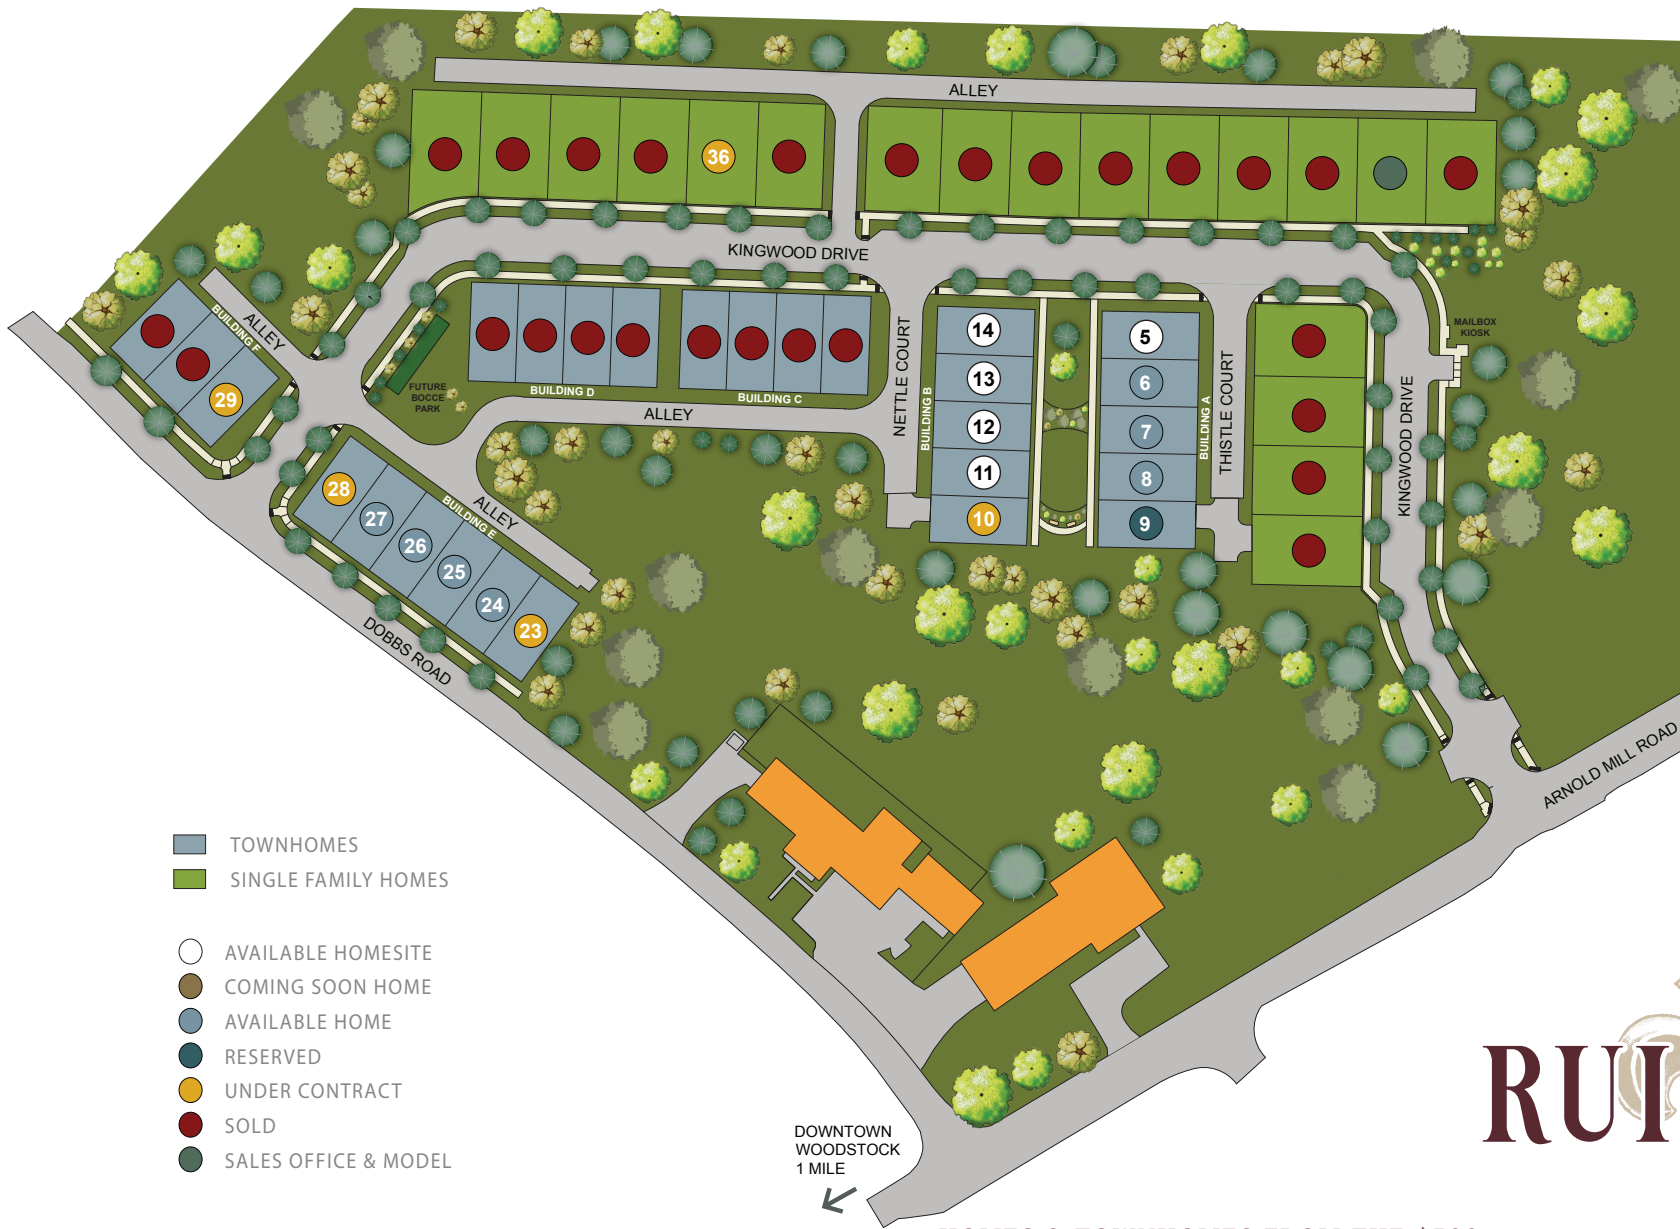 ALLEY
36
KINGWOOD DRIVE
BUILDING F
ALLEY
29
FUTURE
BOCCE
PARK
BUILDING D
BUILDING C
ALLEY
NETTLE COURT
BUILDING B
14
13
12
11
10
5
6
7
8
9
BUILDING A
THISTLE COURT
KINGWOOD DRIVE
MAILBOX
KIOSK
28
27
26
25
24
23
BUILDING E
ALLEY
DOBBS ROAD
ARNOLD MILL ROAD
TOWNHOMES
SINGLE FAMILY HOMES
AVAILABLE HOMESITE
COMING SOON HOME
AVAILABLE HOME
RESERVED
UNDER CONTRACT
SOLD
SALES OFFICE & MODEL
DOWNTOWN
WOODSTOCK
1 MILE
RUI